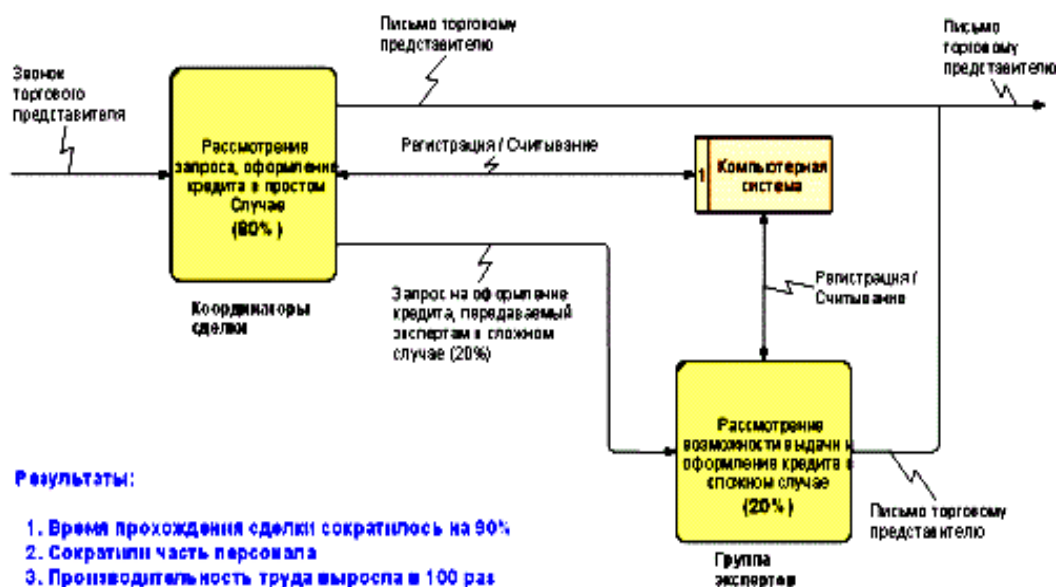 Письмо торговому
представителю
Письмо
торговому
представителю
Звонок
торгового
представителя
Рассмотрение
запроса, оформление
кредита в простом
Случае
(80%)
Регистрация / Считывание
1
Компьютерная
система
Регистрация /
Считывание
Координаторы
сделки
Запрос на оформление
кредита, передаваемый
экспертам в сложном
случае (20%)
Рассмотрение
возможности выдачи и
оформление кредита в
сложном случае
(20%)
Письмо торговому
представителю
Группа
экспертов
Результаты:
1. Время прохождения сделки сократилось на 90%
2. Сократили часть персонала
3. Производительность труда выросла в 100 раз